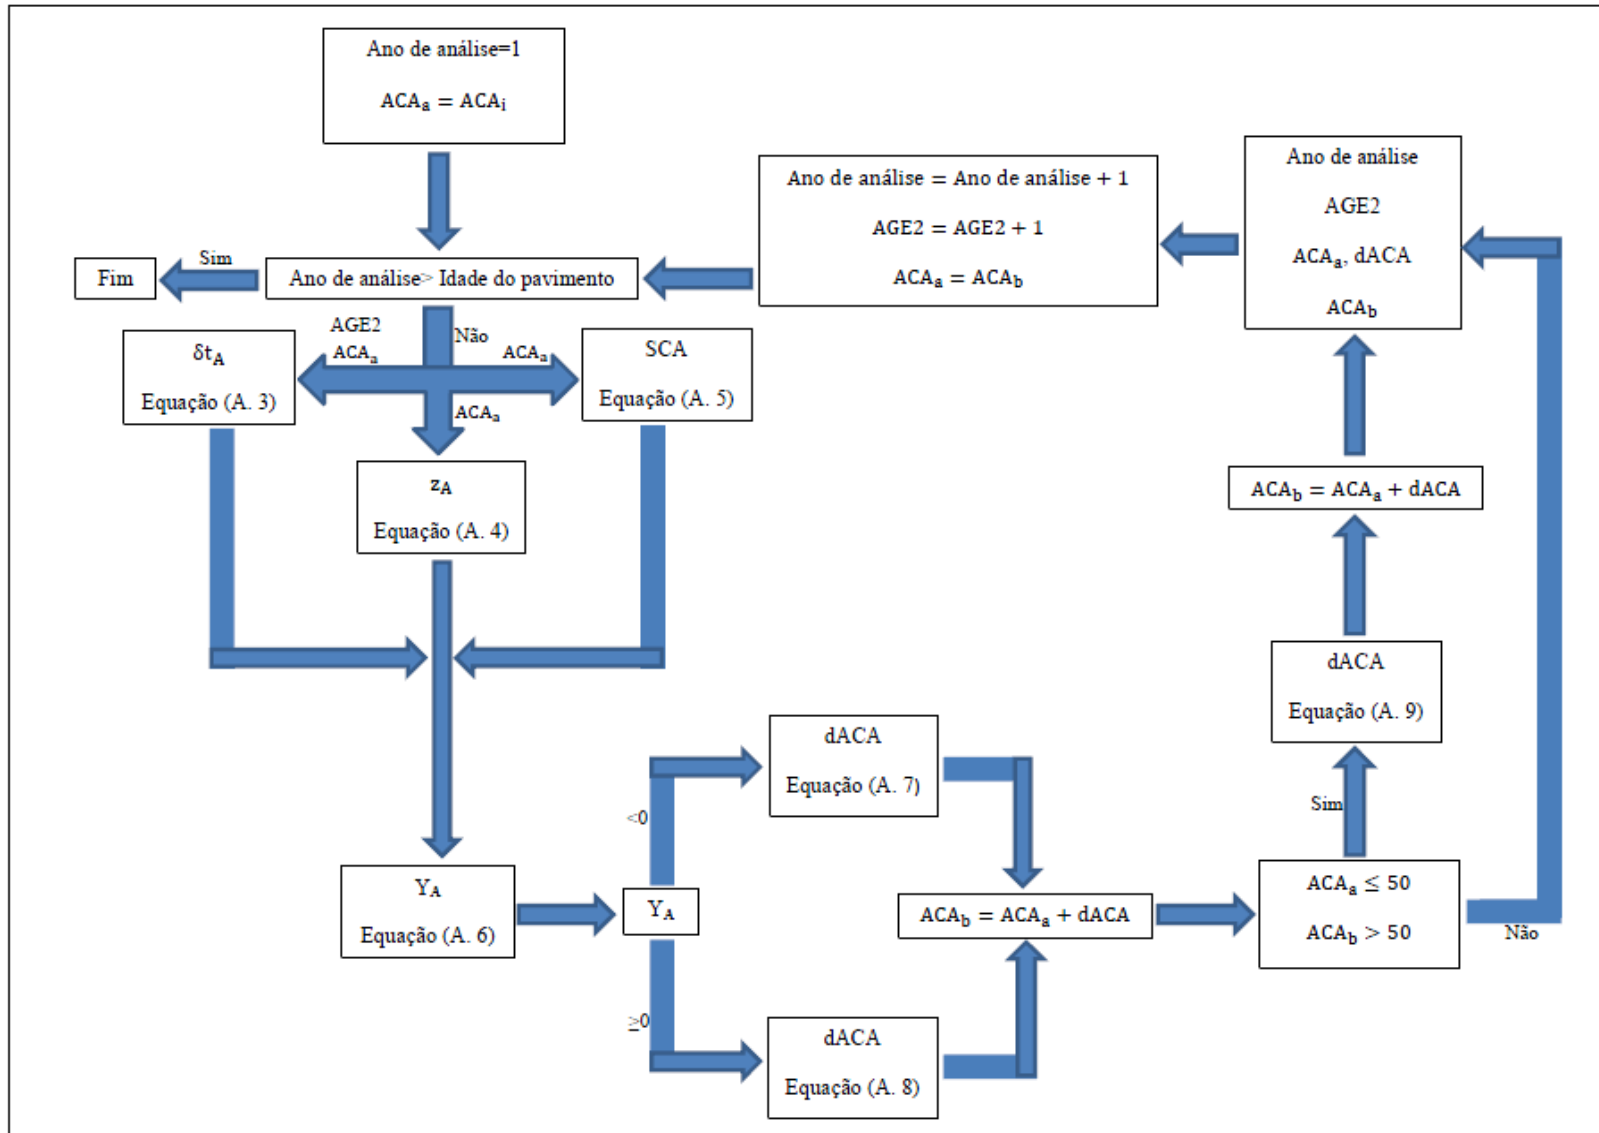 Ano de análise=1
ACAₐ = ACAᵢ
Ano de análise> Idade do pavimento
Sim
Fim
Não
AGE2
ACAₐ
ACAₐ
ACAₐ
δt_A
Equação (A. 3)
SCA
Equação (A. 5)
z_A
Equação (A. 4)
Y_A
Equação (A. 6)
Y_A
<0
≥0
dACA
Equação (A. 7)
dACA
Equação (A. 8)
ACA_b = ACAₐ + dACA
ACAₐ ≤ 50
ACA_b > 50
Sim
Não
dACA
Equação (A. 9)
ACA_b = ACAₐ + dACA
Ano de análise
AGE2
ACAₐ, dACA
ACA_b
Ano de análise = Ano de análise + 1
AGE2 = AGE2 + 1
ACAₐ = ACA_b